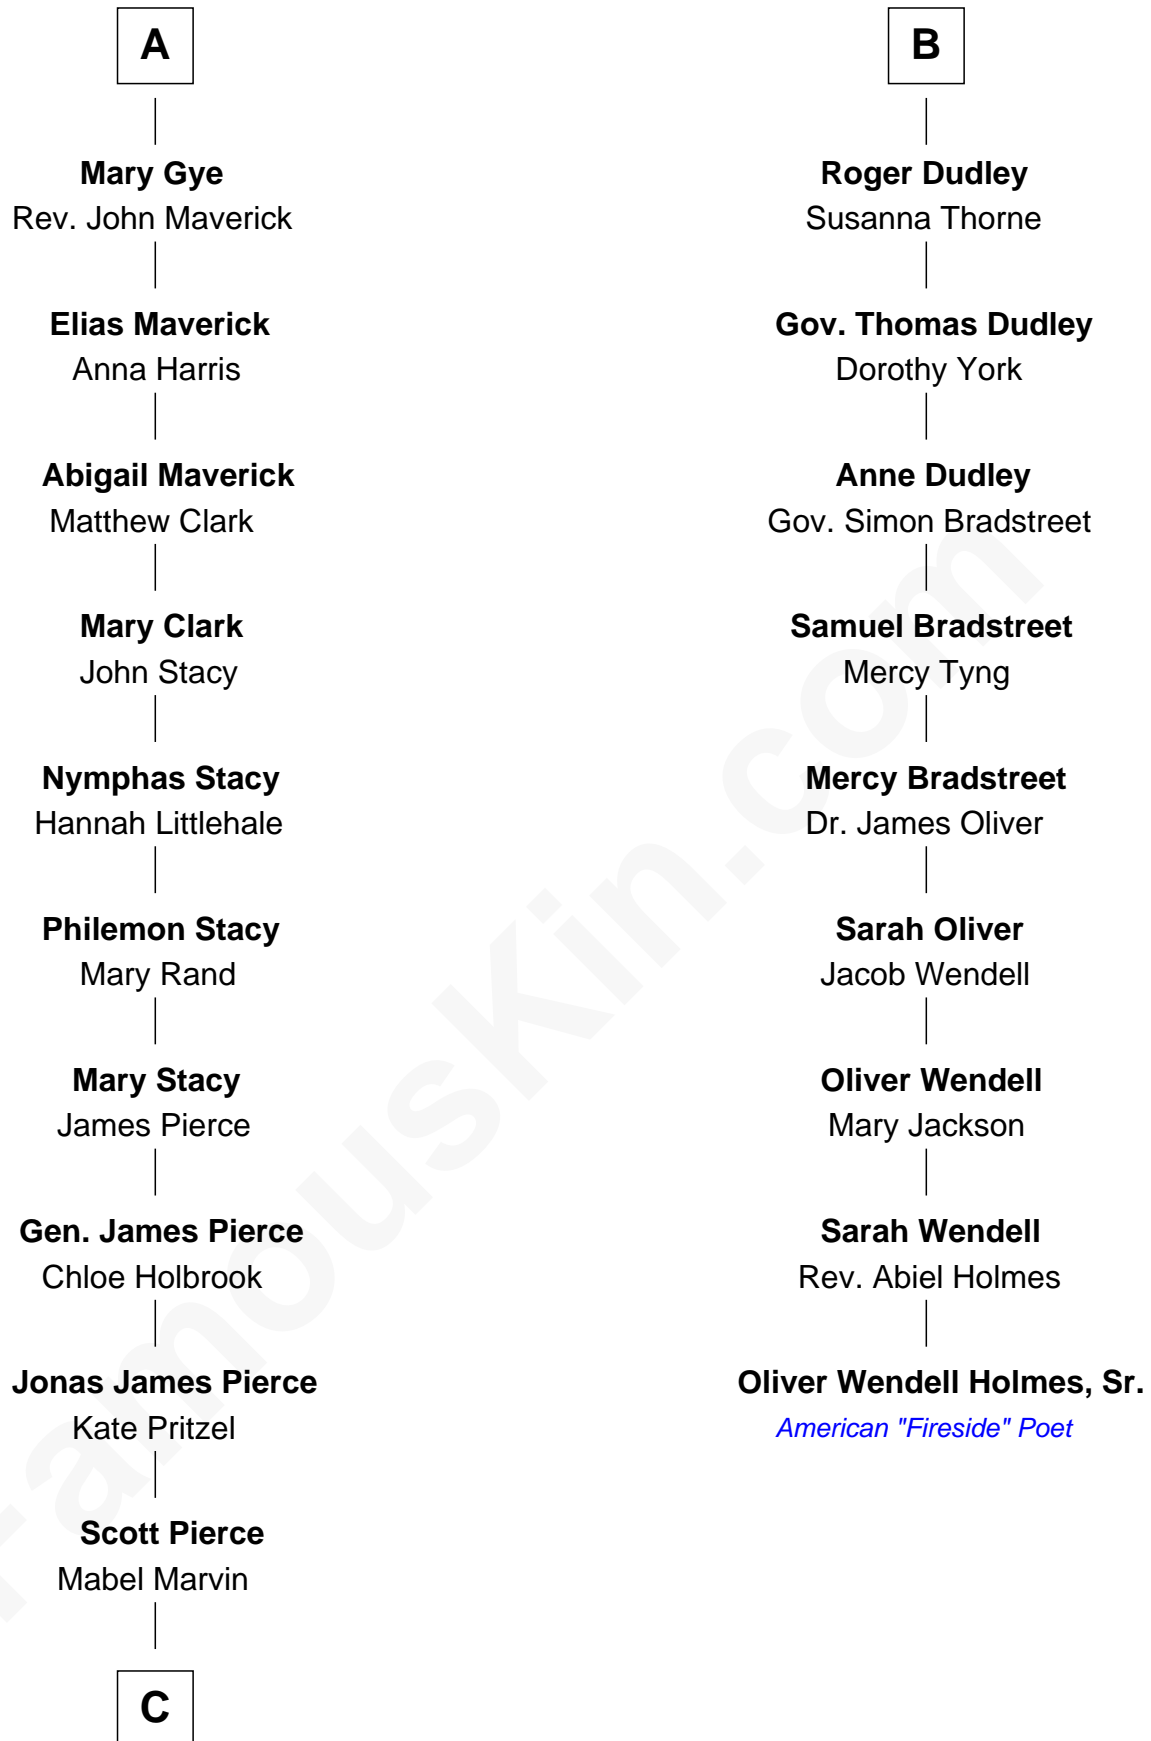 A
Mary Gye
Rev. John Maverick
Elias Maverick
Anna Harris
Abigail Maverick
Matthew Clark
Mary Clark
John Stacy
Nymphas Stacy
Hannah Littlehale
Philemon Stacy
Mary Rand
Mary Stacy
James Pierce
Gen. James Pierce
Chloe Holbrook
Jonas James Pierce
Kate Pritzel
Scott Pierce
Mabel Marvin
C
B
Roger Dudley
Susanna Thorne
Gov. Thomas Dudley
Dorothy York
Anne Dudley
Gov. Simon Bradstreet
Samuel Bradstreet
Mercy Tyng
Mercy Bradstreet
Dr. James Oliver
Sarah Oliver
Jacob Wendell
Oliver Wendell
Mary Jackson
Sarah Wendell
Rev. Abiel Holmes
Oliver Wendell Holmes, Sr.
American "Fireside" Poet
FamousKin.com